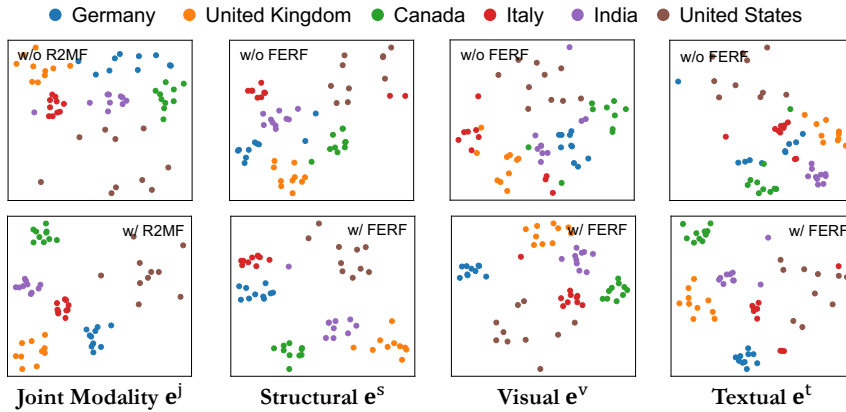 Germany United Kingdom Canada Italy India United States
w/o R2MF w/o FERF w/o FERF w/o FERF
w/ R2MF w/ FERF w/ FERF w/ FERF
Joint Modality e^j Structural e^s Visual e^v Textual e^t